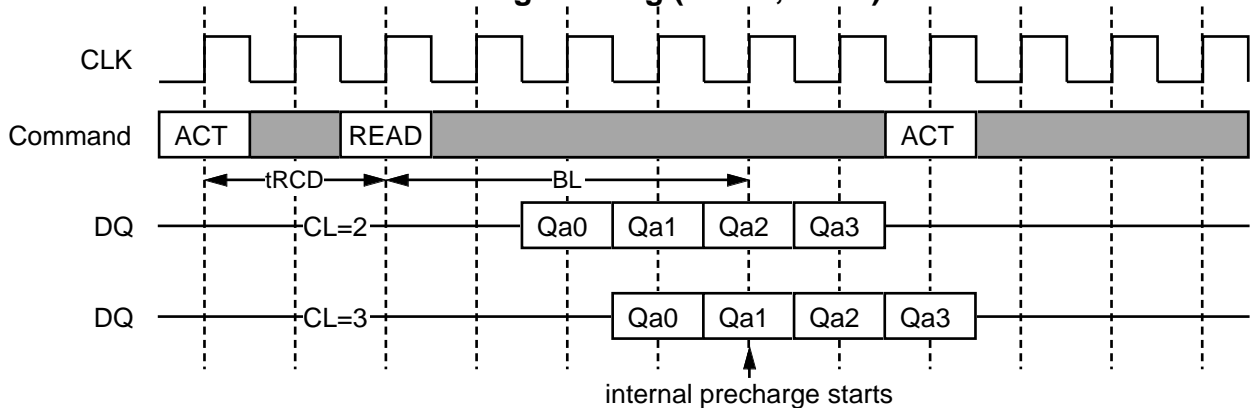 CLK
Command ACT READ ACT
tRCD BL
DQ CL=2 Qa0 Qa1 Qa2 Qa3
DQ CL=3 Qa0 Qa1 Qa2 Qa3
internal precharge starts